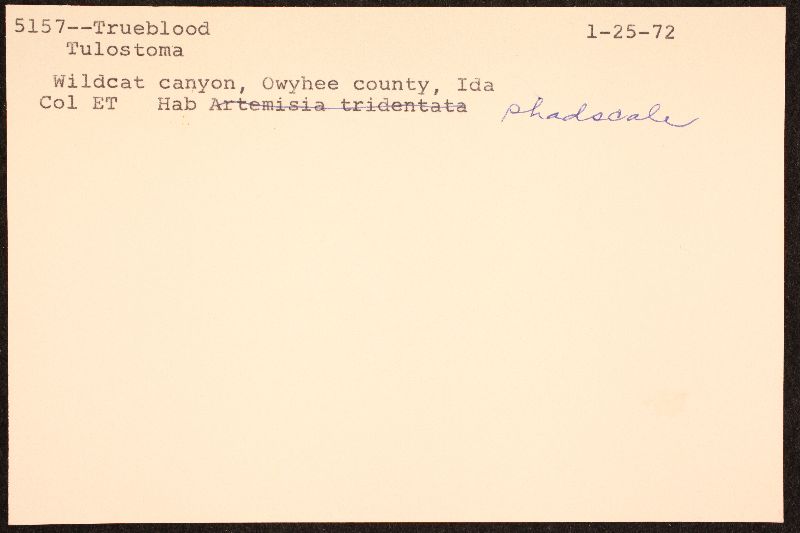 5157--Trueblood 1-25-72
Tulostoma
Wildcat canyon, Owyhee county, Ida
Col ET Hab Artemisia tridentata shadscale